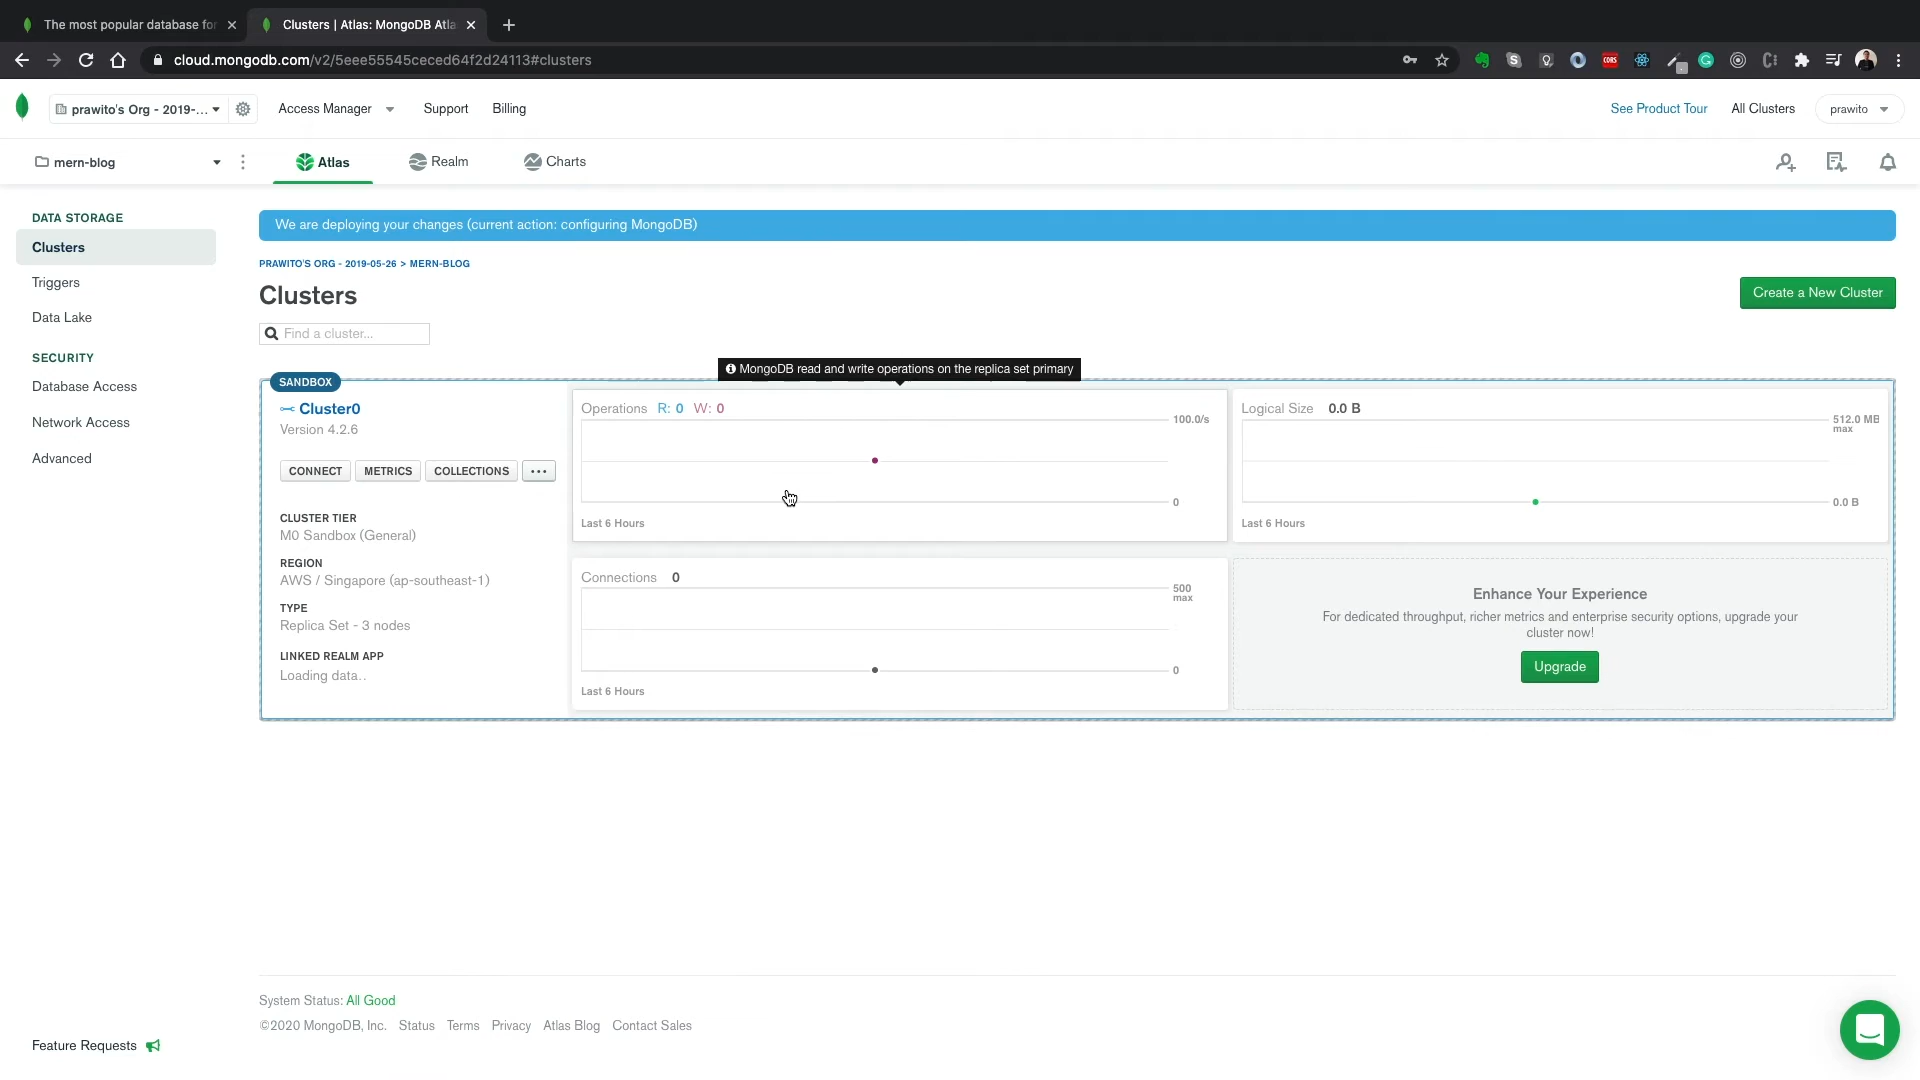 The most popular database for
Clusters | Atlas: MongoDB Atla
cloud.mongodb.com/v2/5eee55545ceced64f2d24113#clusters
CORS
prawito's Org - 2019-...
Access Manager
Support
Billing
See Product Tour
All Clusters
prawito
mern-blog
Atlas
Realm
Charts
DATA STORAGE
Clusters
Triggers
Data Lake
SECURITY
Database Access
Network Access
Advanced
Feature Requests
We are deploying your changes (current action: configuring MongoDB)
PRAWITO'S ORG - 2019-05-26 > MERN-BLOG
Clusters
Create a New Cluster
Find a cluster...
MongoDB read and write operations on the replica set primary
SANDBOX
Cluster0
Version 4.2.6
CONNECT
METRICS
COLLECTIONS
...
CLUSTER TIER
M0 Sandbox (General)
REGION
AWS / Singapore (ap-southeast-1)
TYPE
Replica Set - 3 nodes
LINKED REALM APP
Loading data..
Operations R: 0 W: 0
100.0/s
0
Last 6 Hours
Logical Size 0.0 B
512.0 MB
max
0.0 B
Last 6 Hours
Connections 0
500
max
0
Last 6 Hours
Enhance Your Experience
For dedicated throughput, richer metrics and enterprise security options, upgrade your
cluster now!
Upgrade
System Status: All Good
©2020 MongoDB, Inc. Status Terms Privacy Atlas Blog Contact Sales